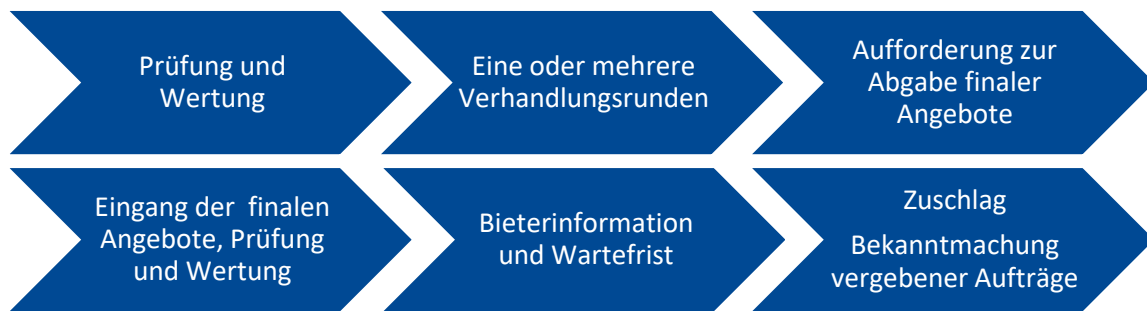 Prüfung und
Wertung
Eine oder mehrere
Verhandlungsrunden
Aufforderung zur
Abgabe finaler
Angebote
Eingang der finalen
Angebote, Prüfung
und Wertung
Bieterinformation
und Wartefrist
Zuschlag
Bekanntmachung
vergebener Aufträge